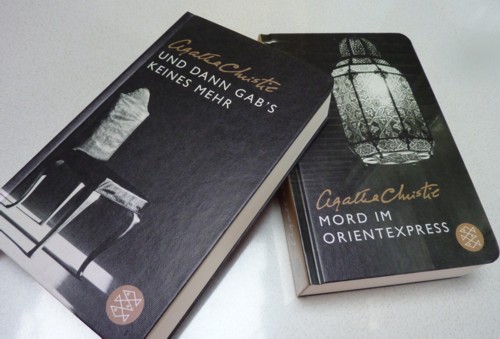 Agatha Christie
UND DANN GAB'S
KEINES MEHR
Agatha Christie
MORD IM
ORIENTEXPRESS